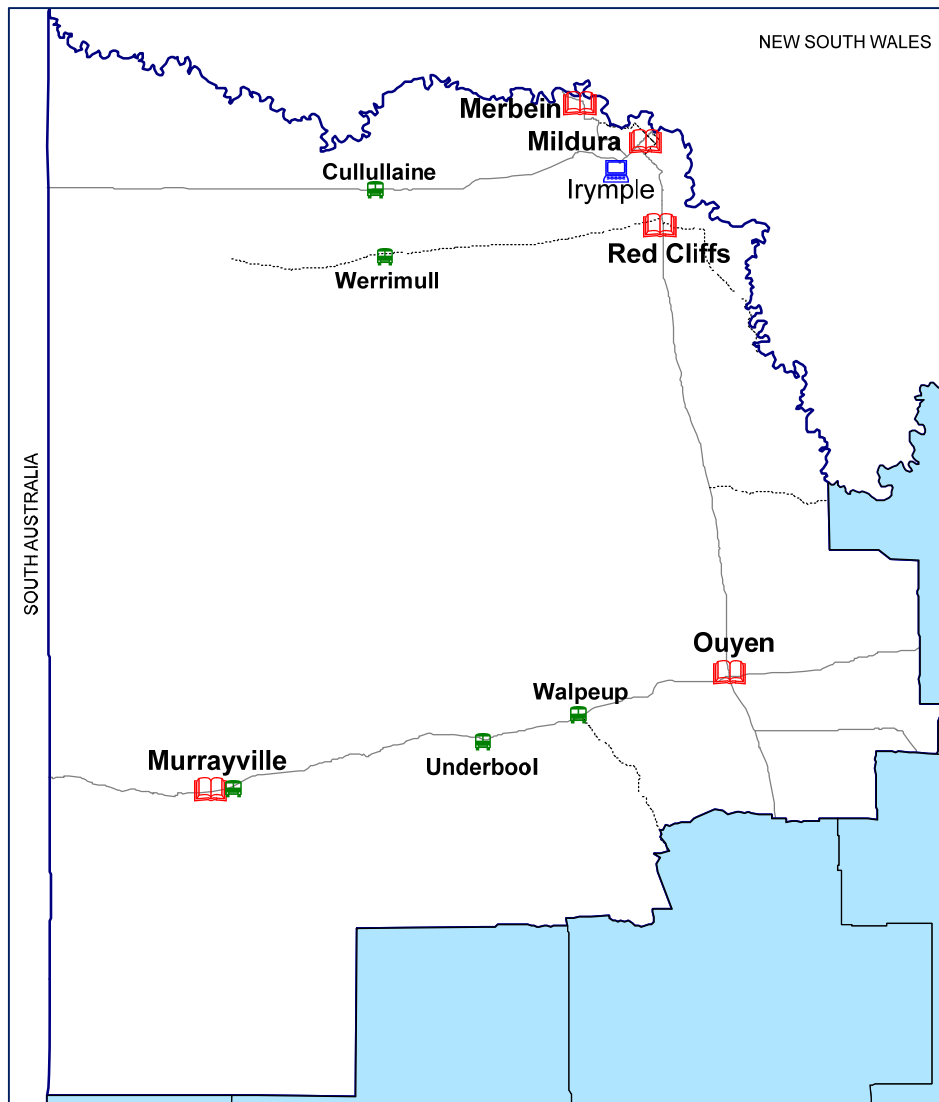 NEW SOUTH WALES
Merbein
Mildura
Cullullaine
Irymple
Red Cliffs
Werrimull
SOUTH AUSTRALIA
Ouyen
Walpeup
Murrayville
Underbool